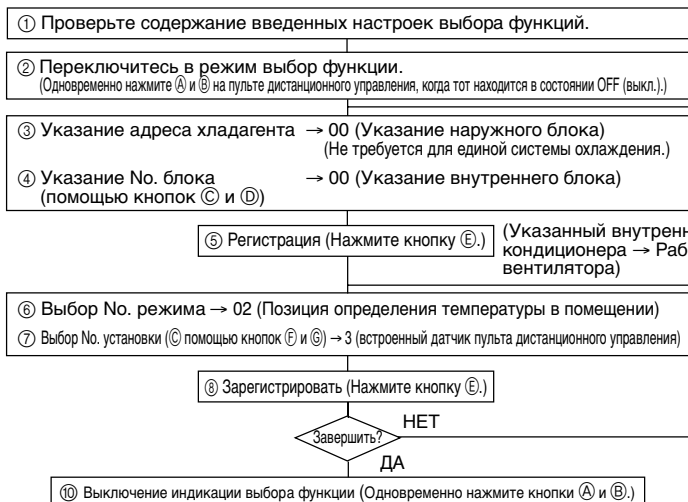 ① Проверьте содержание введенных настроек выбора функций.
② Переключитесь в режим выбор функции.
(Одновременно нажмите Ⓐ и Ⓑ на пульте дистанционного управления, когда тот находится в состоянии OFF (выкл.).)
③ Указание адреса хладагента → 00 (Указание наружного блока)
(Не требуется для единой системы охлаждения.)
④ Указание No. блока → 00 (Указание внутреннего блока)
(помощью кнопок Ⓒ и Ⓓ)
⑤ Регистрация (Нажмите кнопку Ⓔ.)
(Указанный внутренн
кондиционера → Раб
вентилятора)
⑥ Выбор No. режима → 02 (Позиция определения температуры в помещении)
⑦ Выбор No. установки (Ⓒ помощью кнопок Ⓕ и Ⓖ) → 3 (встроенный датчик пульта дистанционного управления)
⑧ Зарегистрировать (Нажмите кнопку Ⓔ.)
Завершить?
НЕТ
ДА
⑩ Выключение индикации выбора функции (Одновременно нажмите кнопки Ⓐ и Ⓑ.)